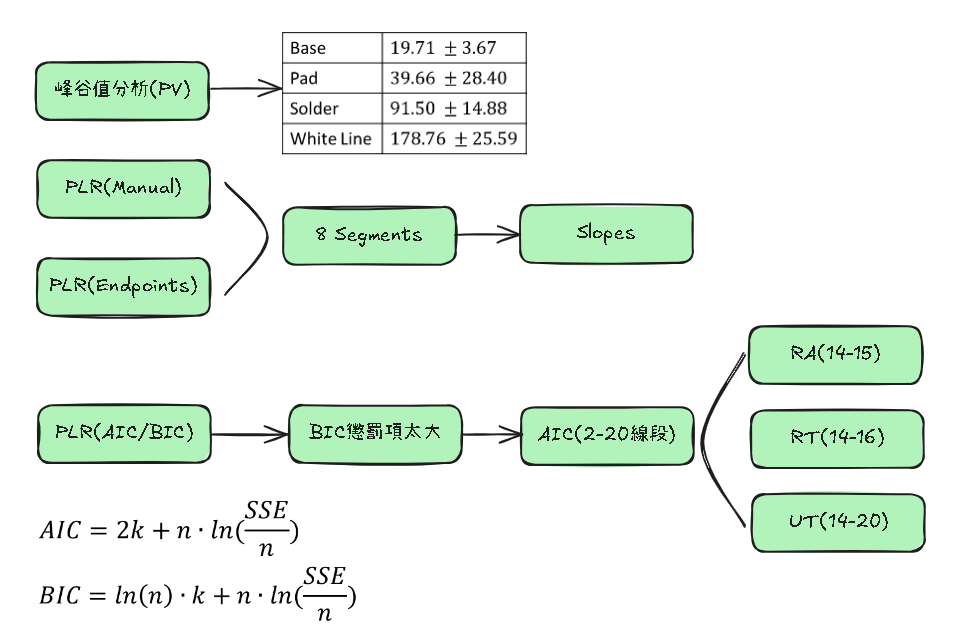 峰谷值分析(PV)
Base 19.71 ±3.67
Pad 39.66 ±28.40
Solder 91.50 ±14.88
White Line 178.76 ±25.59
PLR(Manual)
PLR(Endpoints)
8 Segments
Slopes
PLR(AIC/BIC)
BIC懲罰項太大
AIC(2-20線段)
RA(14-15)
RT(14-16)
UT(14-20)
AIC = 2k + n · ln(SSE/n)
BIC = ln(n) · k + n · ln(SSE/n)